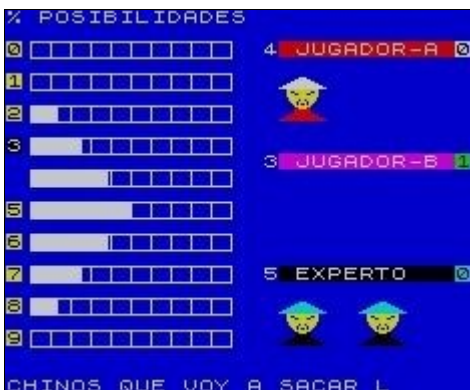 % POSIBILIDADES
0
4 JUGADOR-A 0
1
2
3
3 JUGADOR-B 1
5
6
7
5 EXPERTO 0
8
9
CHINOS QUE VOY A SACAR L